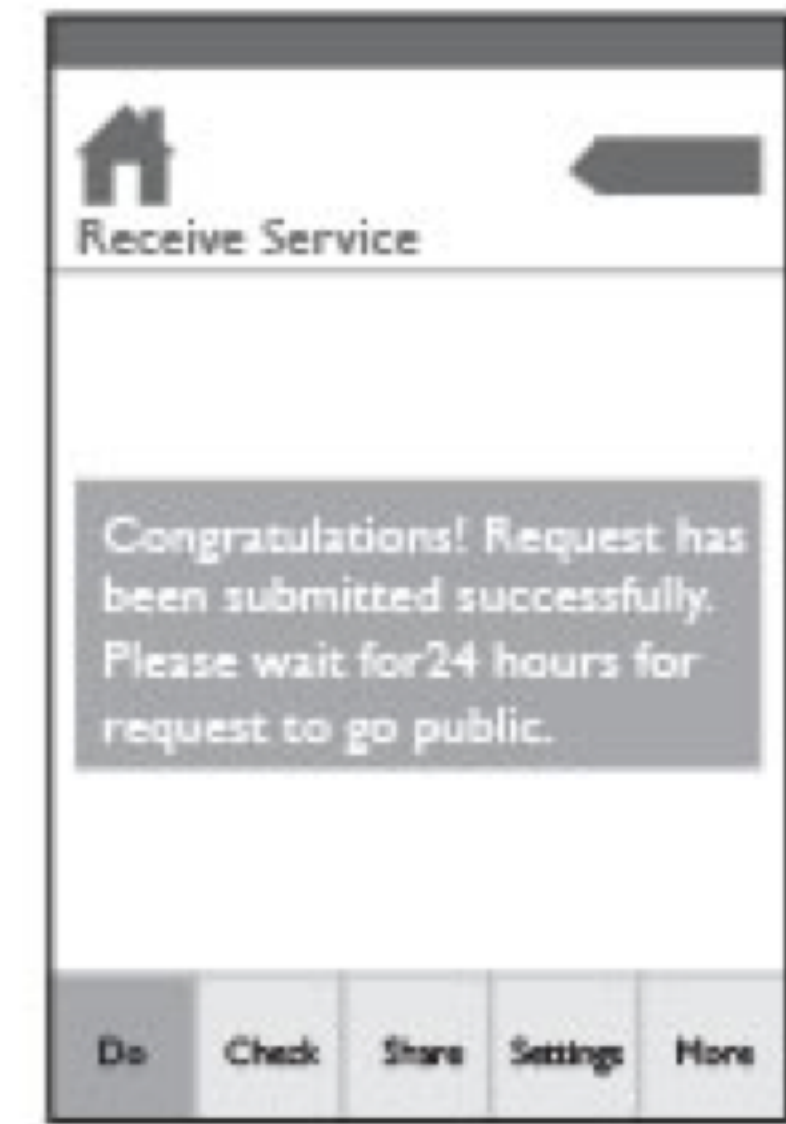 Receive Service
Congratulations! Request has
been submitted successfully.
Please wait for24 hours for
request to go public.
Do Check Share Settings More